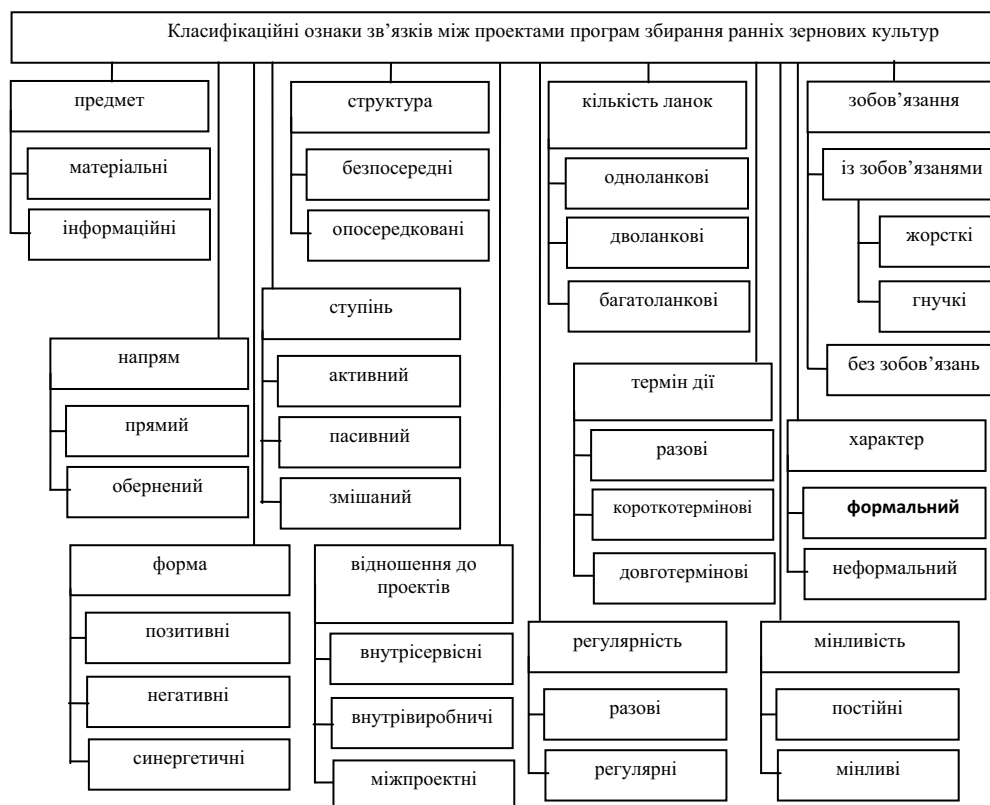 Класифікаційні ознаки зв’язків між проектами програм збирання ранніх зернових культур
предмет
матеріальні
інформаційні
структура
безпосередні
опосередковані
кількість ланок
одноланкові
дволанкові
багатоланкові
зобов’язання
із зобов’язанями
жорсткі
гнучкі
без зобов’язань
напрям
прямий
обернений
ступінь
активний
пасивний
змішаний
термін дії
разові
короткотермінові
довготермінові
характер
формальний
неформальний
форма
позитивні
негативні
синергетичні
відношення до
проектів
внутрісервісні
внутрівиробничі
міжпроектні
регулярність
разові
регулярні
мінливість
постійні
мінливі